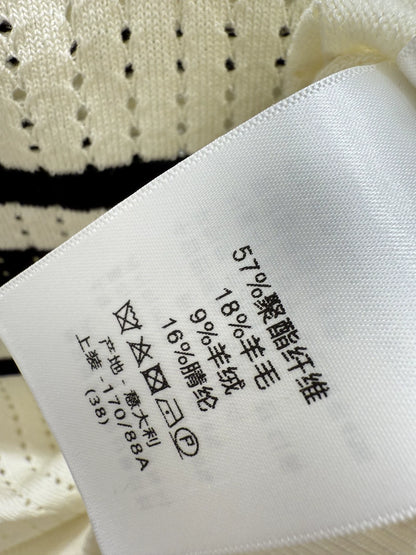 57%聚酯纤维
18%羊毛
9%羊绒
16%腈纶
P
产地 - 意大利
上装 - 170/88A
(38)